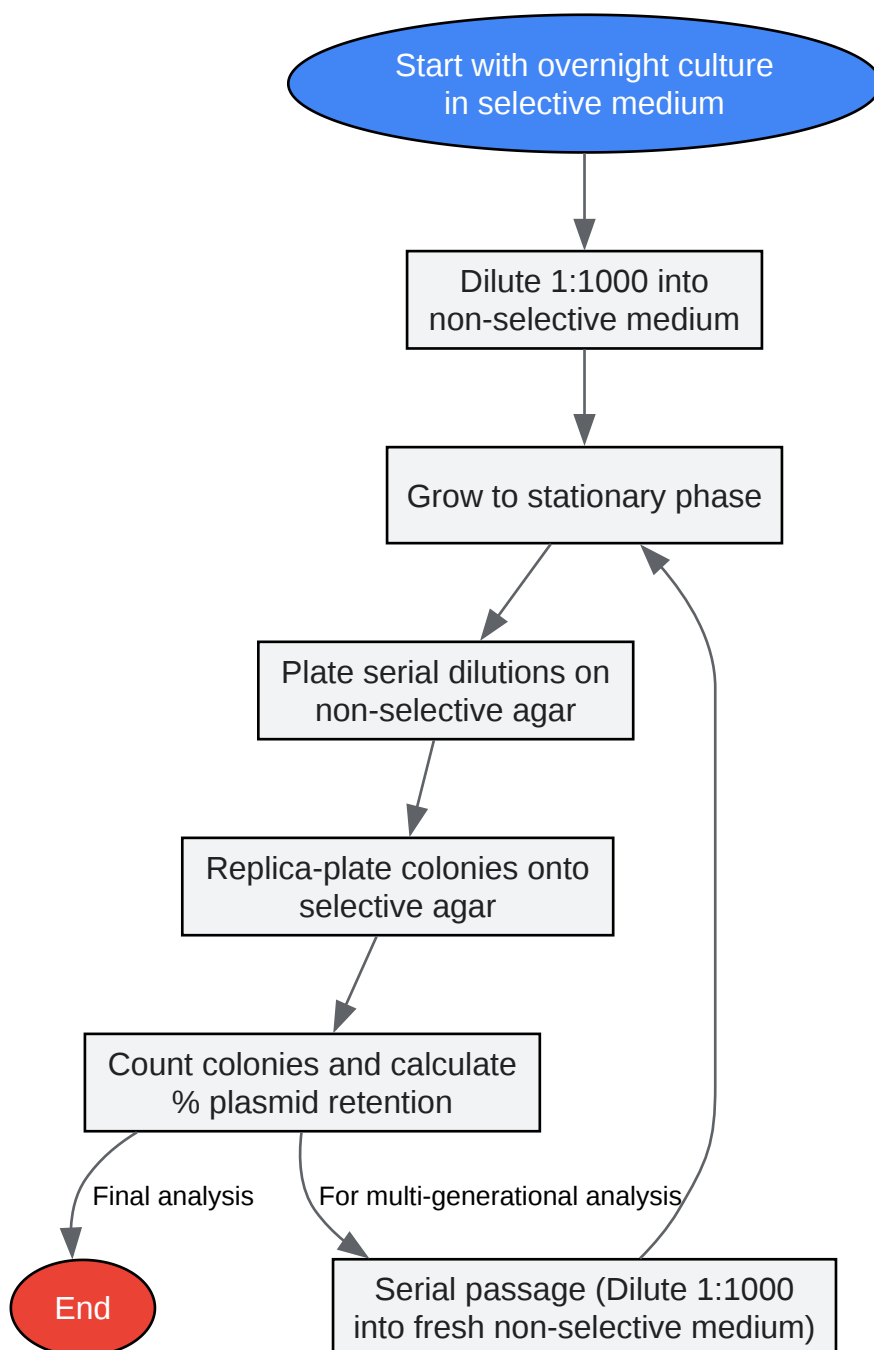 Start with overnight culture
in selective medium
Dilute 1:1000 into
non-selective medium
Grow to stationary phase
Plate serial dilutions on
non-selective agar
Replica-plate colonies onto
selective agar
Count colonies and calculate
% plasmid retention
Final analysis
For multi-generational analysis
End
Serial passage (Dilute 1:1000
into fresh non-selective medium)